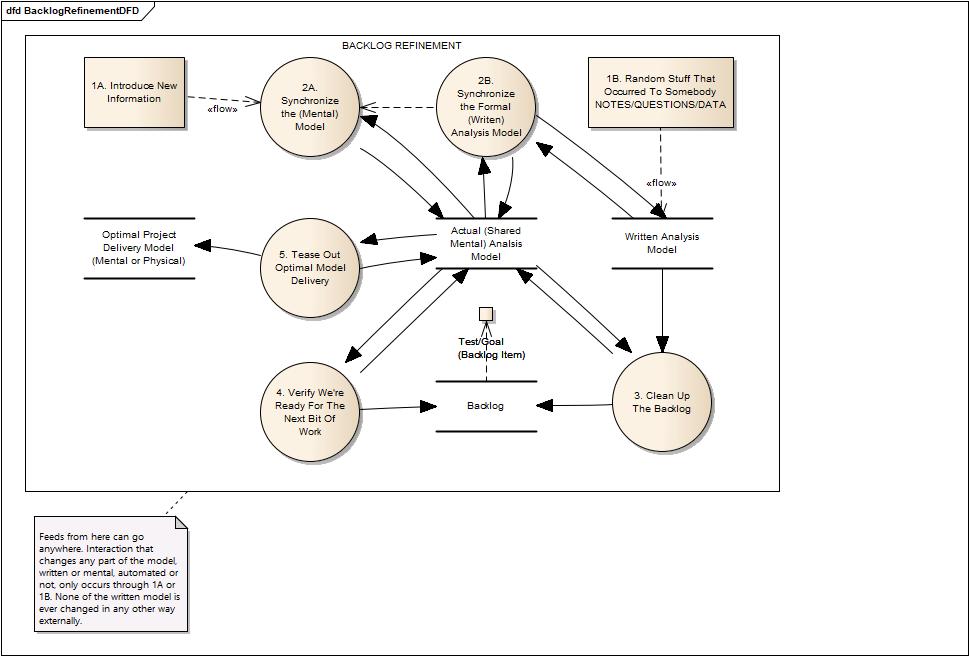 dfd BacklogRefinementDFD
BACKLOG REFINEMENT
1A. Introduce New
Information
«flow»
2A.
Synchronize
the (Mental)
Model
2B.
Synchronize
the Formal
(Writen)
Analysis Model
1B. Random Stuff That
Occurred To Somebody
NOTES/QUESTIONS/DATA
«flow»
Optimal Project
Delivery Model
(Mental or Physical)
5. Tease Out
Optimal Model
Delivery
Actual (Shared
Mental) Analsis
Model
Written Analysis
Model
Test/Goal
(Backlog Item)
4. Verify We're
Ready For The
Next Bit Of
Work
Backlog
3. Clean Up
The Backlog
Feeds from here can go
anywhere. Interaction that
changes any part of the model,
written or mental, automated or
not, only occurs through 1A or
1B. None of the written model is
ever changed in any other way
externally.